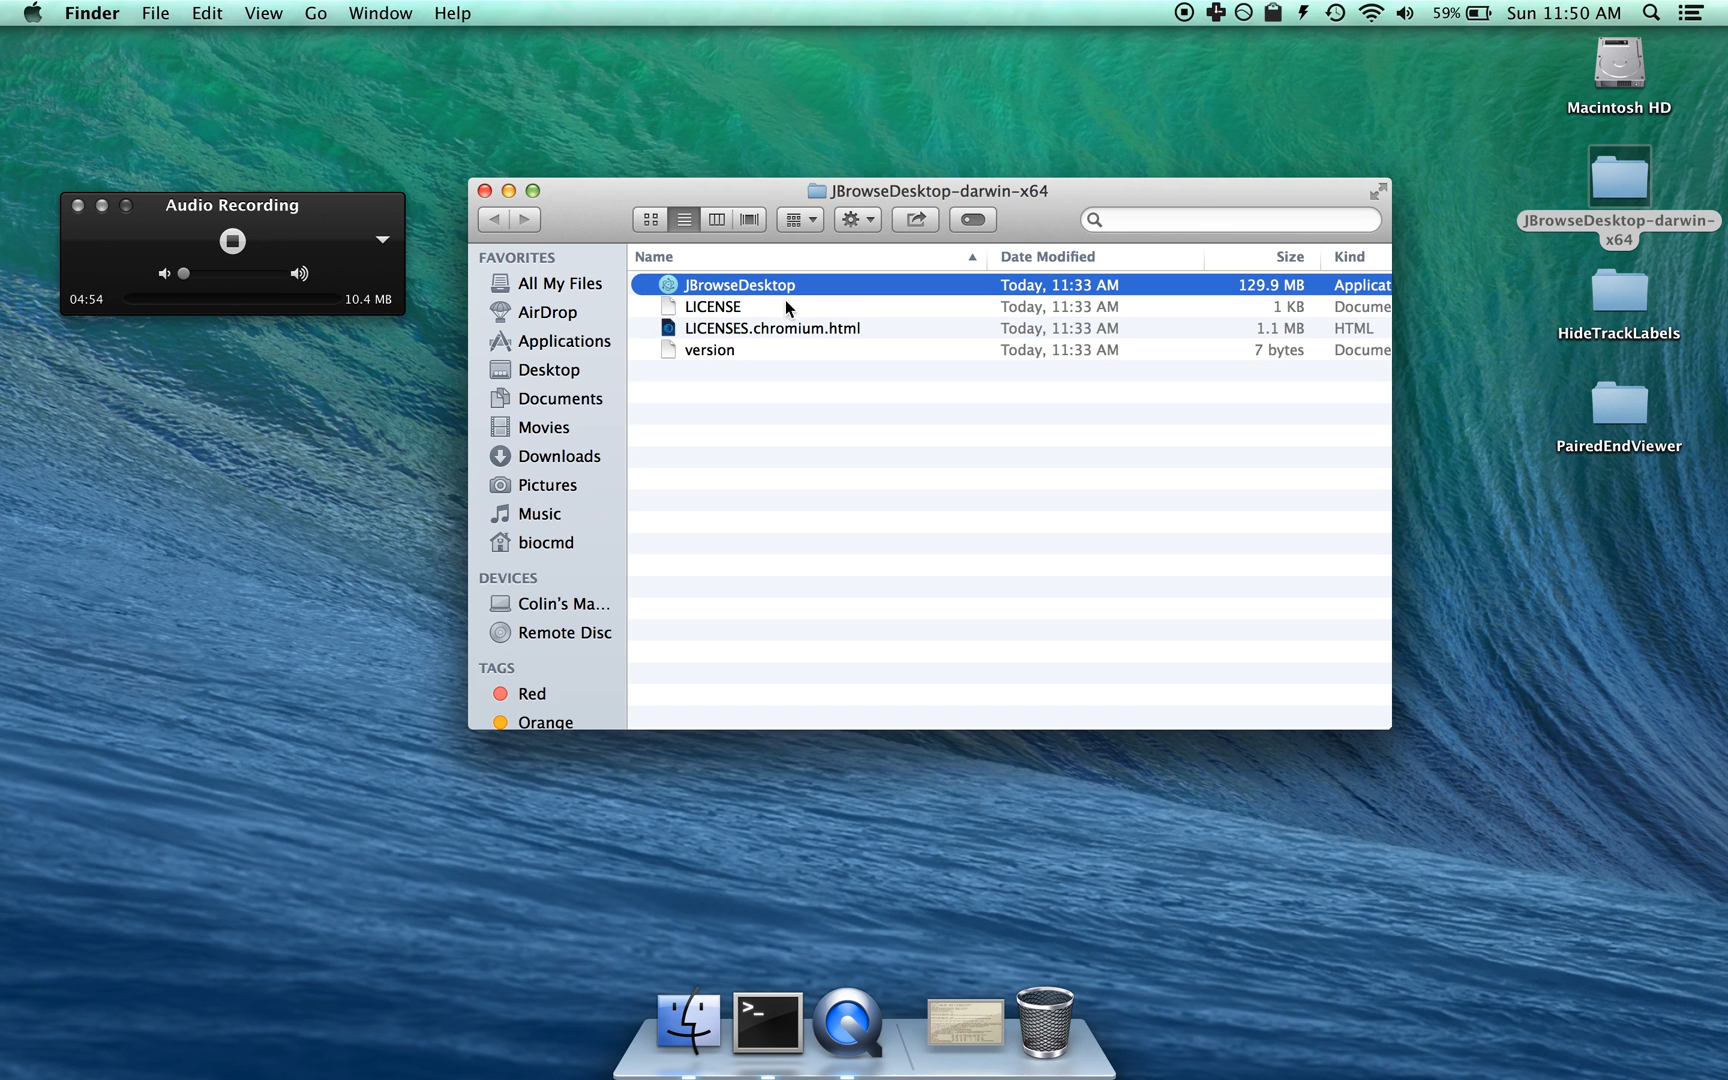 Finder File Edit View Go Window Help
59% Sun 11:50 AM
Macintosh HD
JBrowseDesktop-darwin-
x64
HideTrackLabels
PairedEndViewer
Audio Recording
04:54
10.4 MB
JBrowseDesktop-darwin-x64
FAVORITES
All My Files
AirDrop
Applications
Desktop
Documents
Movies
Downloads
Pictures
Music
biocmd
DEVICES
Colin's Ma...
Remote Disc
TAGS
Red
Orange
Name Date Modified Size Kind
JBrowseDesktop Today, 11:33 AM 129.9 MB Applicat
LICENSE Today, 11:33 AM 1 KB Docume
LICENSES.chromium.html Today, 11:33 AM 1.1 MB HTML
version Today, 11:33 AM 7 bytes Docume
>_